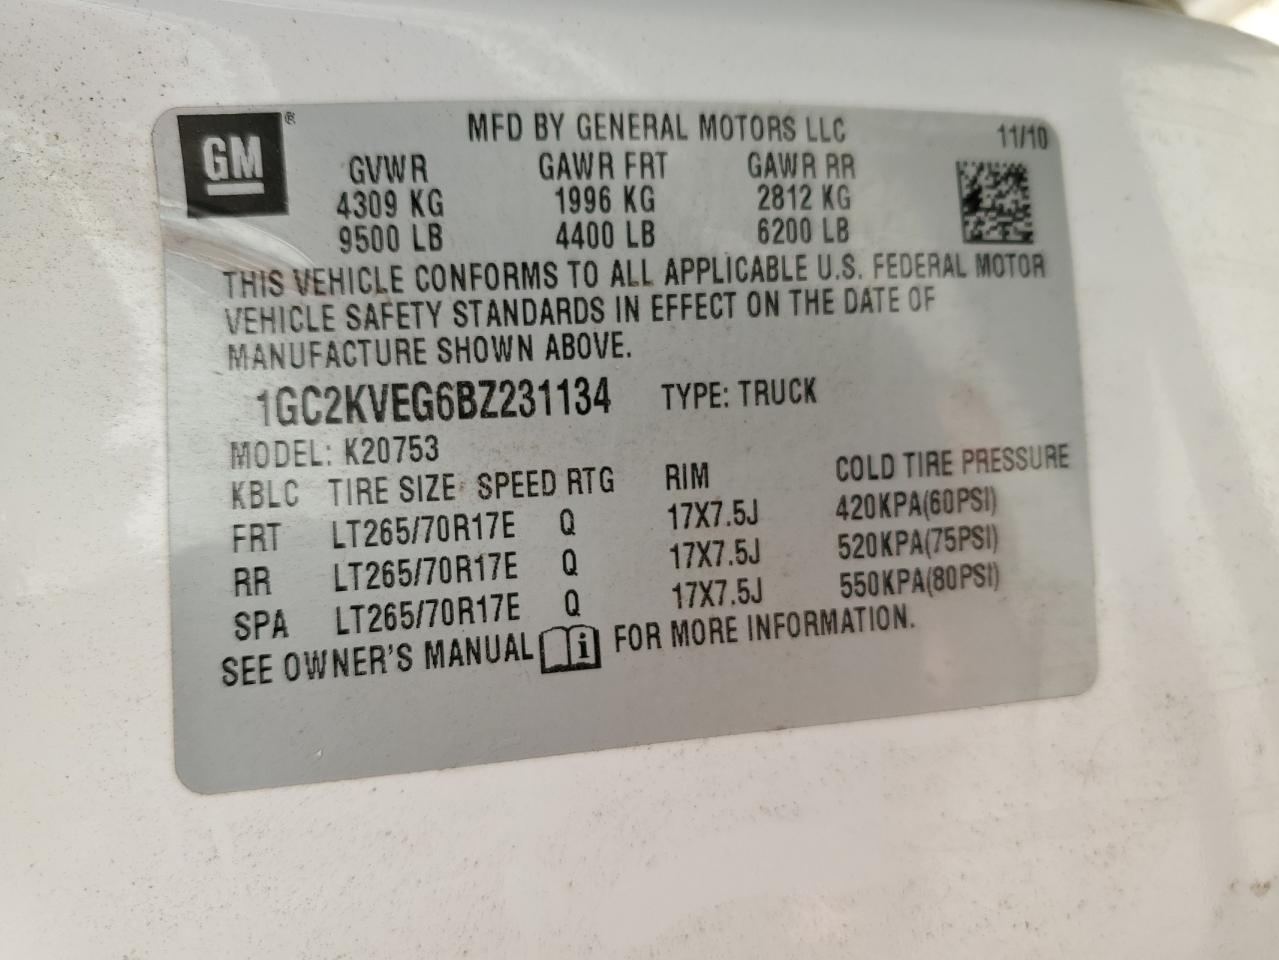 GM ® MFD BY GENERAL MOTORS LLC 11/10
GVWR GAWR FRT GAWR RR
4309 KG 1996 KG 2812 KG
9500 LB 4400 LB 6200 LB
THIS VEHICLE CONFORMS TO ALL APPLICABLE U.S. FEDERAL MOTOR
VEHICLE SAFETY STANDARDS IN EFFECT ON THE DATE OF
MANUFACTURE SHOWN ABOVE.
1GC2KVEG6BZ231134 TYPE: TRUCK
MODEL: K20753
KBLC TIRE SIZE SPEED RTG RIM COLD TIRE PRESSURE
FRT LT265/70R17E Q 17X7.5J 420KPA(60PSI)
RR LT265/70R17E Q 17X7.5J 520KPA(75PSI)
SPA LT265/70R17E Q 17X7.5J 550KPA(80PSI)
SEE OWNER'S MANUAL i FOR MORE INFORMATION.